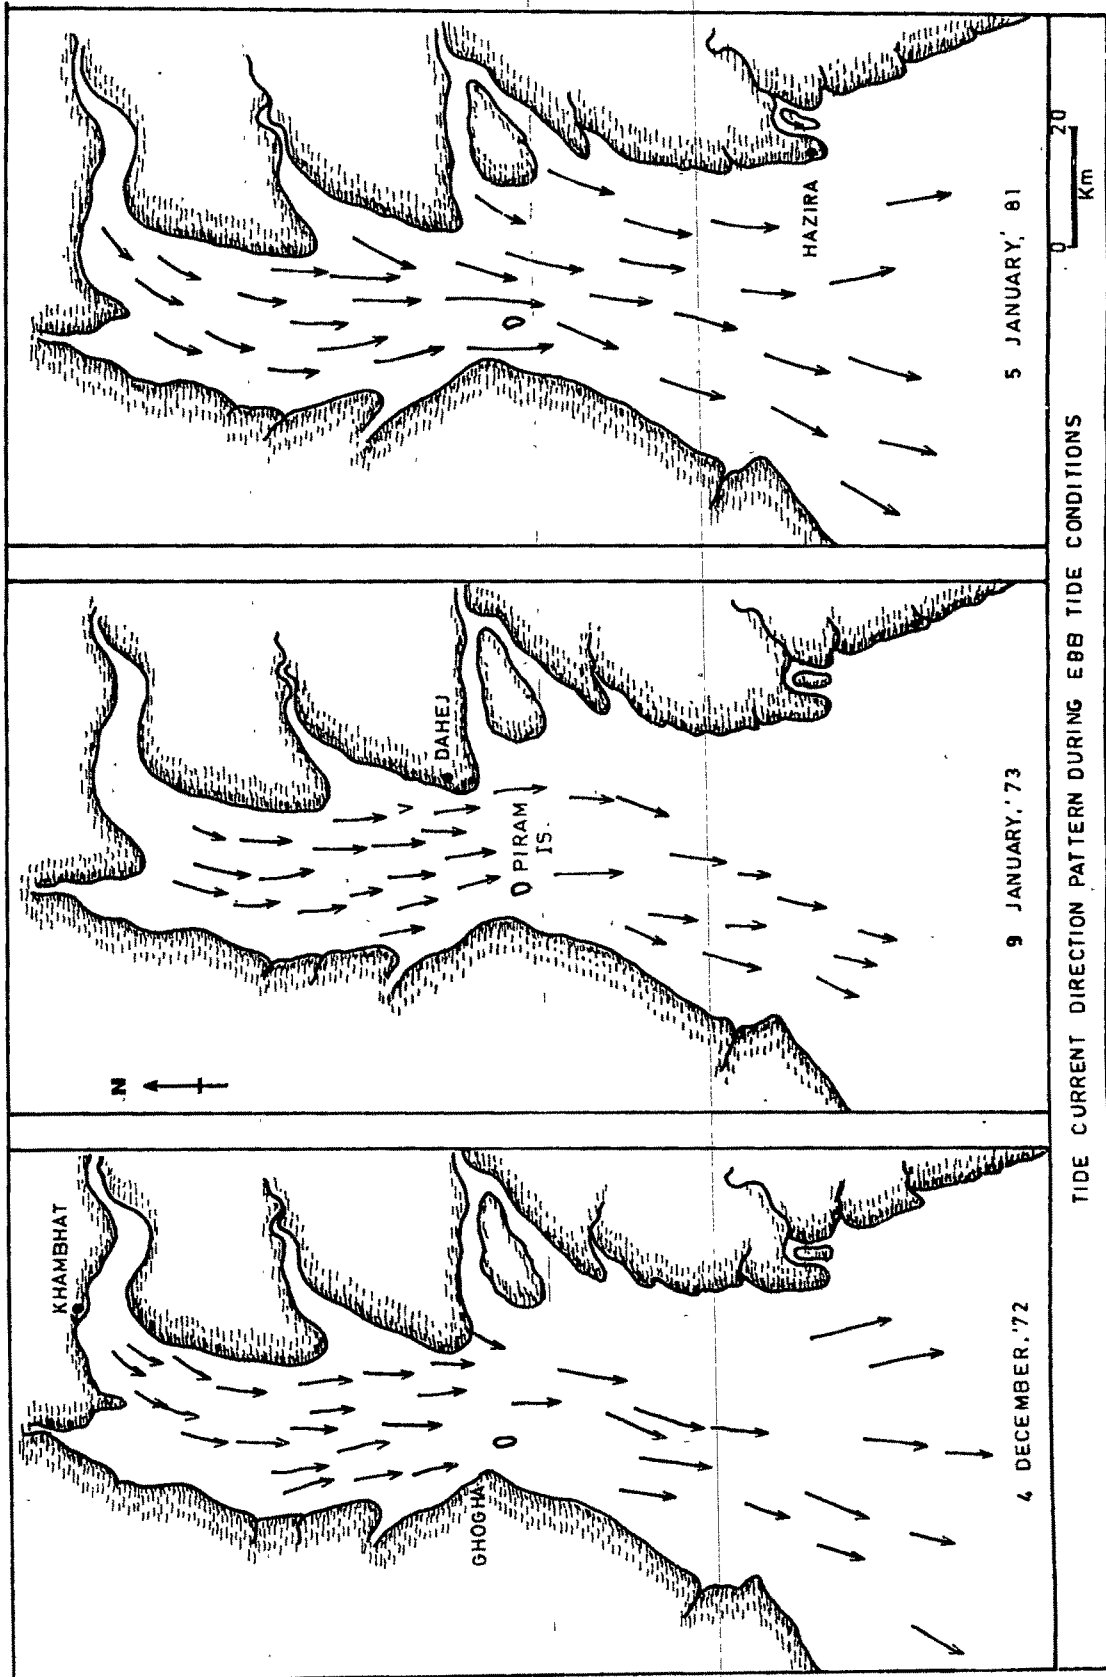 KHAMBHAT
GHOGHA
4 DECEMBER.'72
N
DAHEJ
PIRAM
IS.
9 JANUARY,'73
HAZIRA
5 JANUARY,' 81
0 20
Km
TIDE CURRENT DIRECTION PATTERN DURING EBB TIDE CONDITIONS